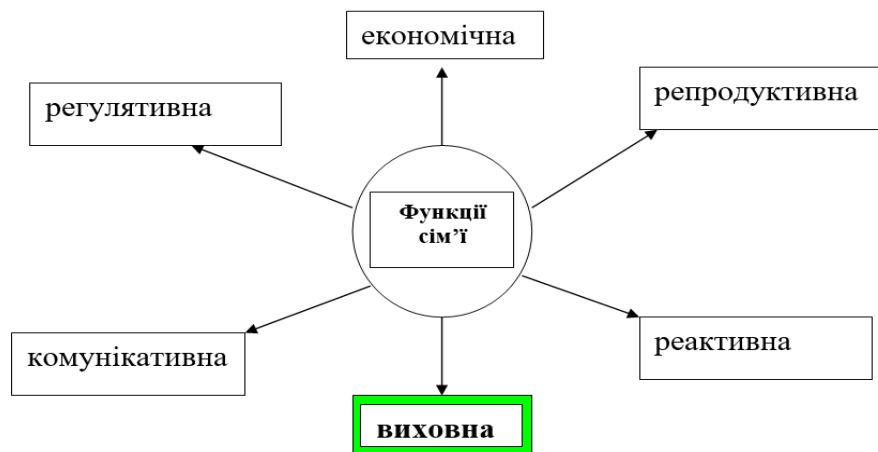 економічна
регулятивна
репродуктивна
Функції
сім’ї
комунікативна
реактивна
виховна